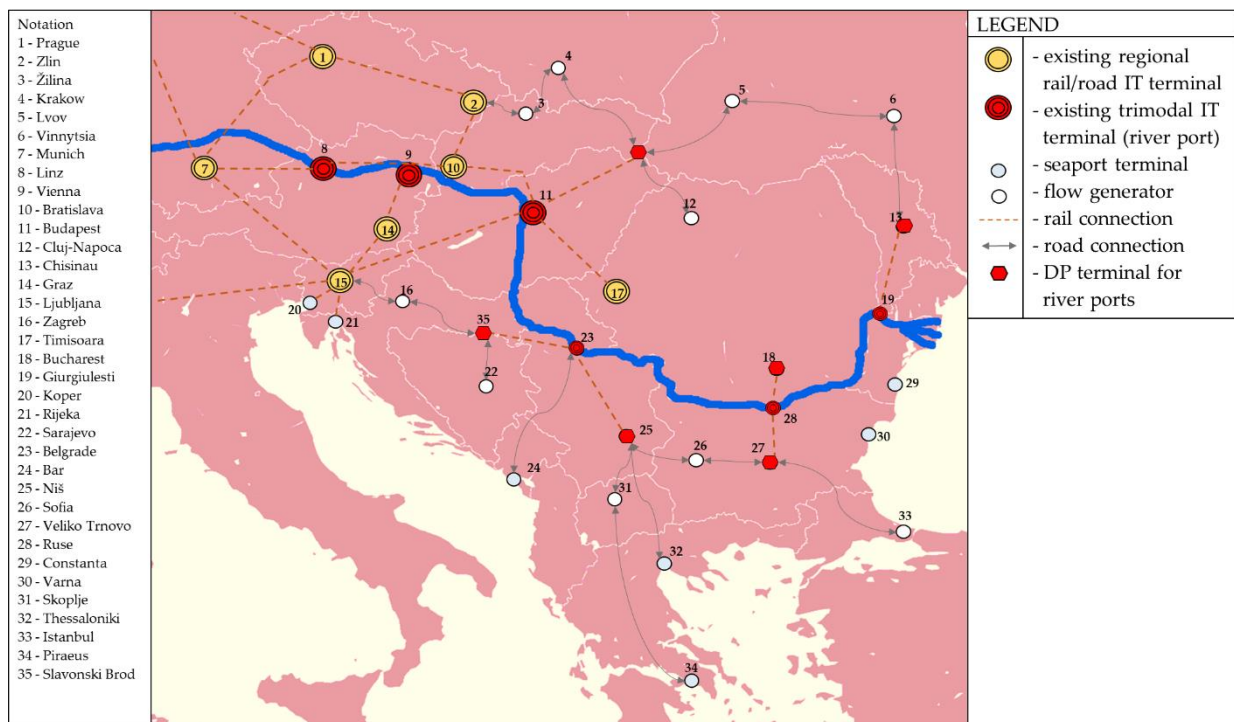 Notation
1 - Prague
2 - Zlin
3 - Žilina
4 - Krakow
5 - Lvov
6 - Vinnytsia
7 - Munich
8 - Linz
9 - Vienna
10 - Bratislava
11 - Budapest
12 - Cluj-Napoca
13 - Chisinau
14 - Graz
15 - Ljubljana
16 - Zagreb
17 - Timisoara
18 - Bucharest
19 - Giurgiulesti
20 - Koper
21 - Rijeka
22 - Sarajevo
23 - Belgrade
24 - Bar
25 - Niš
26 - Sofia
27 - Veliko Trnovo
28 - Ruse
29 - Constanta
30 - Varna
31 - Skoplje
32 - Thessaloniki
33 - Istanbul
34 - Piraeus
35 - Slavonski Brod
1
4
2
3
5
6
8
9
7
10
11
12
13
14
15
16
17
20
21
35
23
19
22
18
29
28
30
24
25
26
27
31
33
32
34
LEGEND
- existing regional
rail/road IT terminal
- existing trimodal IT
terminal (river port)
- seaport terminal
- flow generator
- rail connection
- road connection
- DP terminal for
river ports